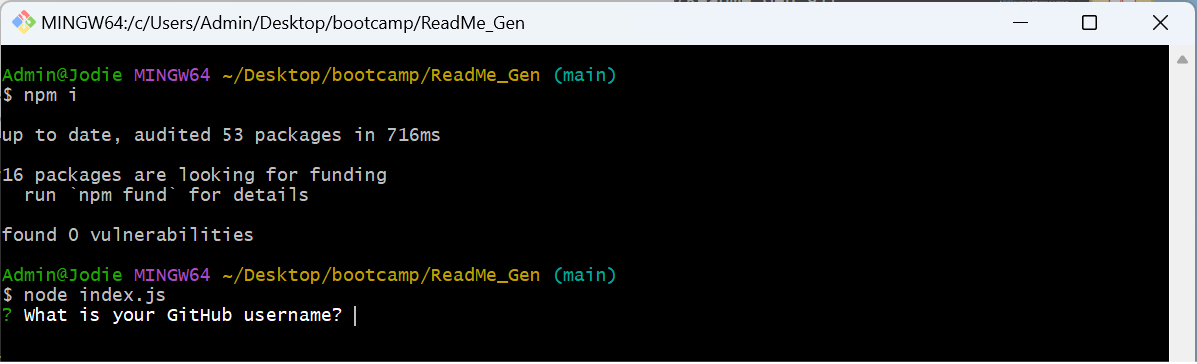 MINGW64:/c/Users/Admin/Desktop/bootcamp/ReadMe_Gen
Admin@Jodie MINGW64 ~/Desktop/bootcamp/ReadMe_Gen (main)
$ npm i
up to date, audited 53 packages in 716ms
16 packages are looking for funding
run `npm fund` for details
found 0 vulnerabilities
Admin@Jodie MINGW64 ~/Desktop/bootcamp/ReadMe_Gen (main)
$ node index.js
? What is your GitHub username?